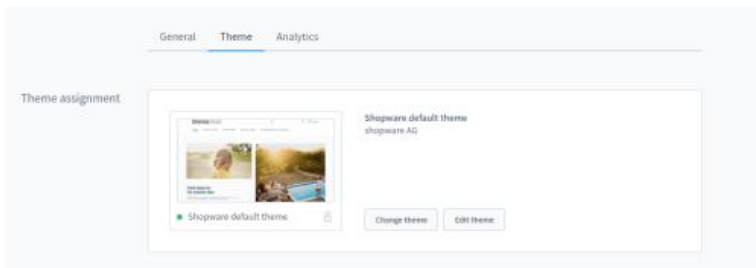 General Theme Analytics
Theme assignment
Shopware default theme
shopware AG
Shopware default theme
Change theme Edit theme